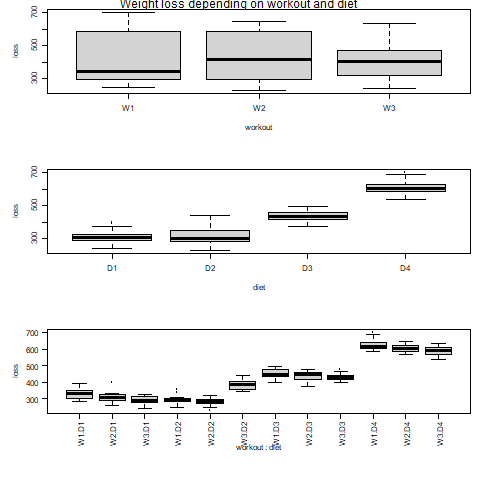 Weight loss depending on workout and diet
700
500
300
loss
W1 W2 W3
workout
700
500
300
loss
D1 D2 D3 D4
diet
700
600
500
400
300
loss
W1.D1 W2.D1 W3.D1 W1.D2 W2.D2 W3.D2 W1.D3 W2.D3 W3.D3 W1.D4 W2.D4 W3.D4
workout : diet